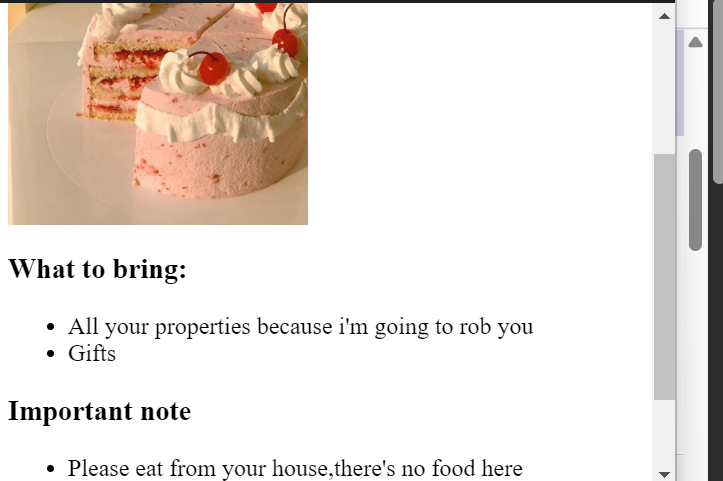 What to bring:
All your properties because i'm going to rob you
Gifts
Important note
Please eat from your house,there's no food here